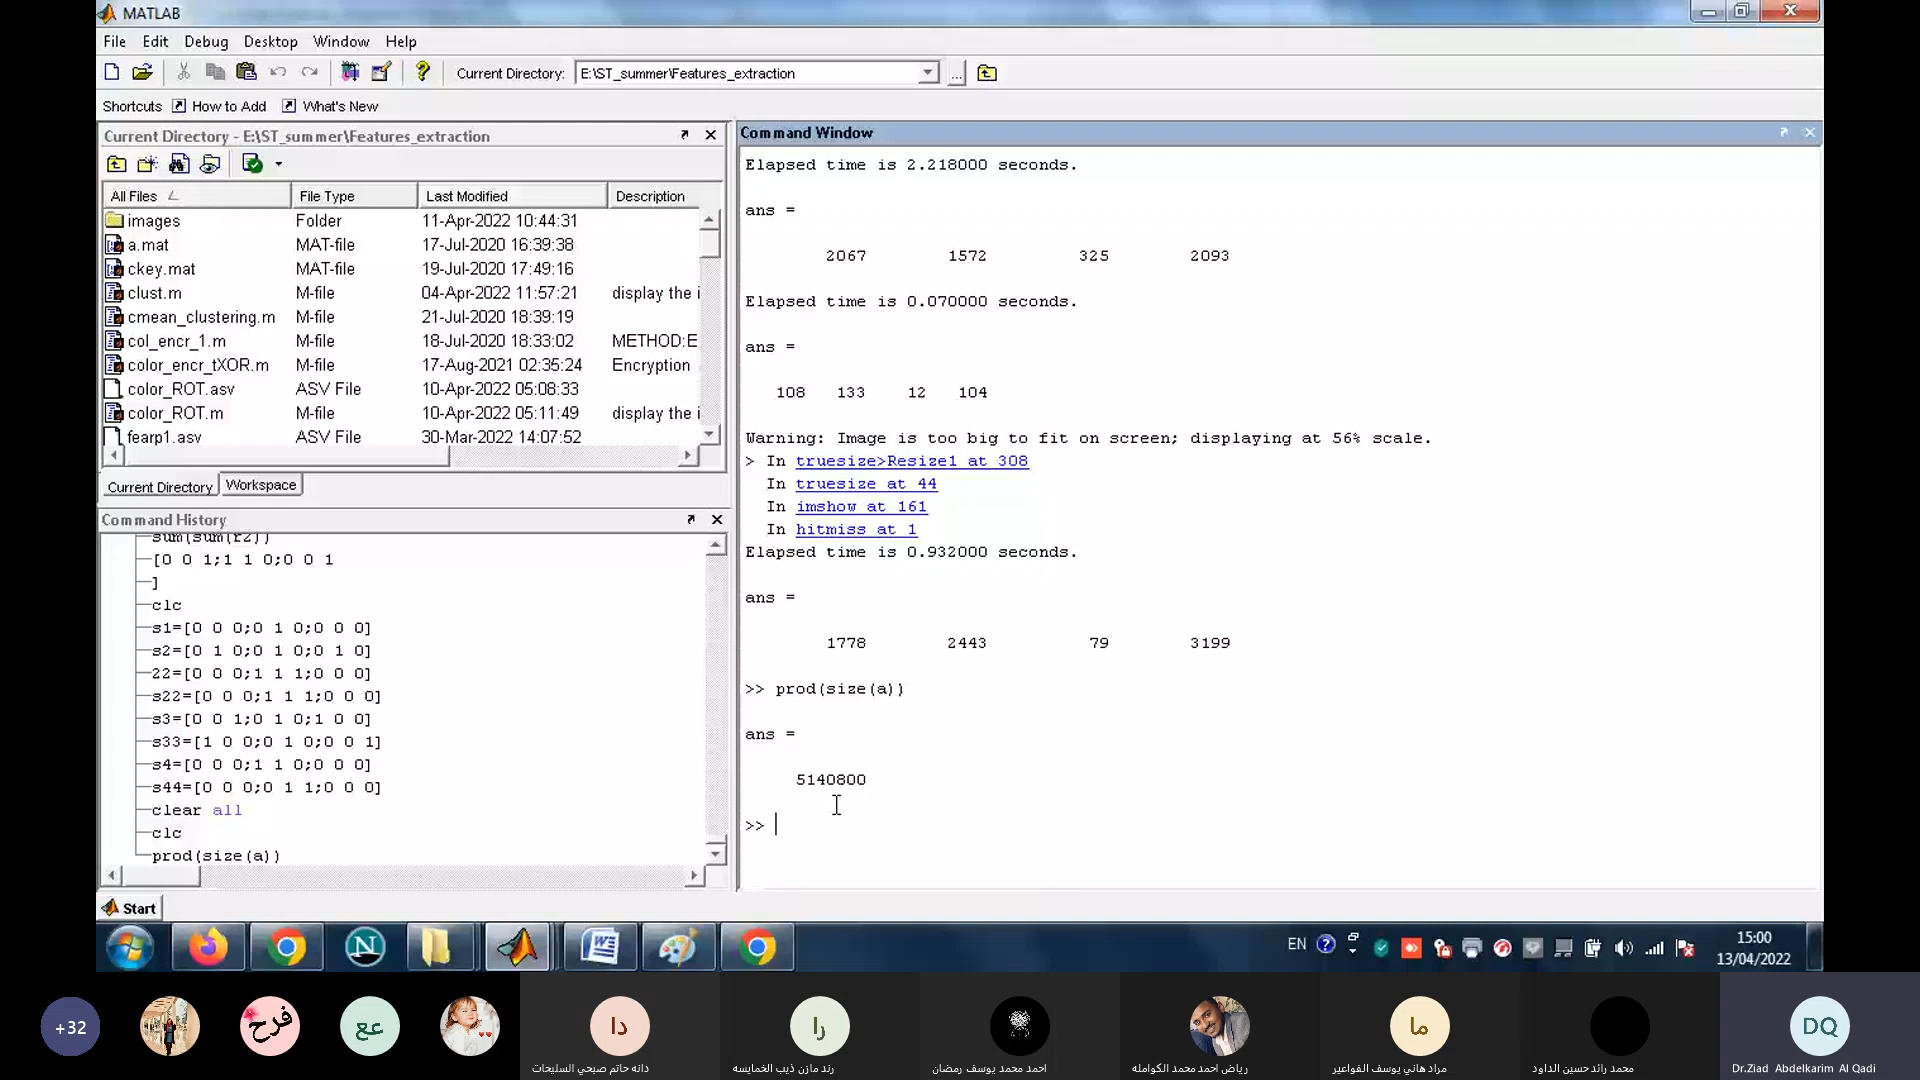 MATLAB
File Edit Debug Desktop Window Help
Current Directory: E:\ST_summer\Features_extraction ...
Shortcuts How to Add What's New
Current Directory - E:\ST_summer\Features_extraction
All Files File Type Last Modified Description
images Folder 11-Apr-2022 10:44:31
a.mat MAT-file 17-Jul-2020 16:39:38
ckey.mat MAT-file 19-Jul-2020 17:49:16
clust.m M-file 04-Apr-2022 11:57:21 display the i
cmean_clustering.m M-file 21-Jul-2020 18:39:19
col_encr_1.m M-file 18-Jul-2020 18:33:02 METHOD:E
color_encr_tXOR.m M-file 17-Aug-2021 02:35:24 Encryption
color_ROT.asv ASV File 10-Apr-2022 05:08:33
color_ROT.m M-file 10-Apr-2022 05:11:49 display the i
fearp1.asv ASV File 30-Mar-2022 14:07:52
Current Directory Workspace
Command History
sum(sum(r2))
[0 0 1;1 1 0;0 0 1
]
clc
s1=[0 0 0;0 1 0;0 0 0]
s2=[0 1 0;0 1 0;0 1 0]
22=[0 0 0;1 1 1;0 0 0]
s22=[0 0 0;1 1 1;0 0 0]
s3=[0 0 1;0 1 0;1 0 0]
s33=[1 0 0;0 1 0;0 0 1]
s4=[0 0 0;1 1 0;0 0 0]
s44=[0 0 0;0 1 1;0 0 0]
clear all
clc
prod(size(a))
Command Window
Elapsed time is 2.218000 seconds.
ans =
2067 1572 325 2093
Elapsed time is 0.070000 seconds.
ans =
108 133 12 104
Warning: Image is too big to fit on screen; displaying at 56% scale.
> In truesize>Resize1 at 308
In truesize at 44
In imshow at 161
In hitmiss at 1
Elapsed time is 0.932000 seconds.
ans =
1778 2443 79 3199
>> prod(size(a))
ans =
5140800
>>
Start
EN 15:00
13/04/2022
+32 فرح عع دا را ما DQ
دانه حاتم صبحي السليحات رند مازن ذيب الخمايسه احمد محمد يوسف رمضان رياض احمد محمد الكوامله مراد هاني يوسف الفواعير محمد رائد حسين الداود Dr.Ziad Abdelkarim Al Qadi